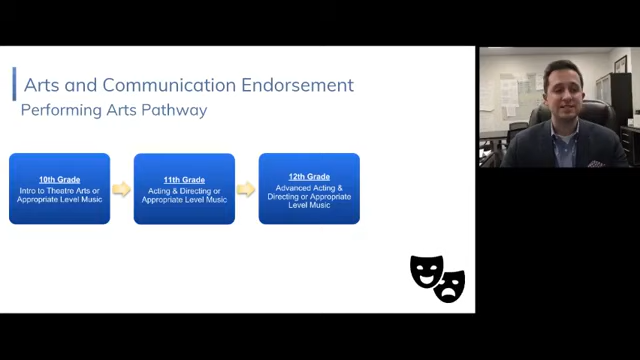 Arts and Communication Endorsement
Performing Arts Pathway
10th Grade
Intro to Theatre Arts or
Appropriate Level Music
11th Grade
Acting & Directing or
Appropriate Level Music
12th Grade
Advanced Acting &
Directing or Appropriate
Level Music